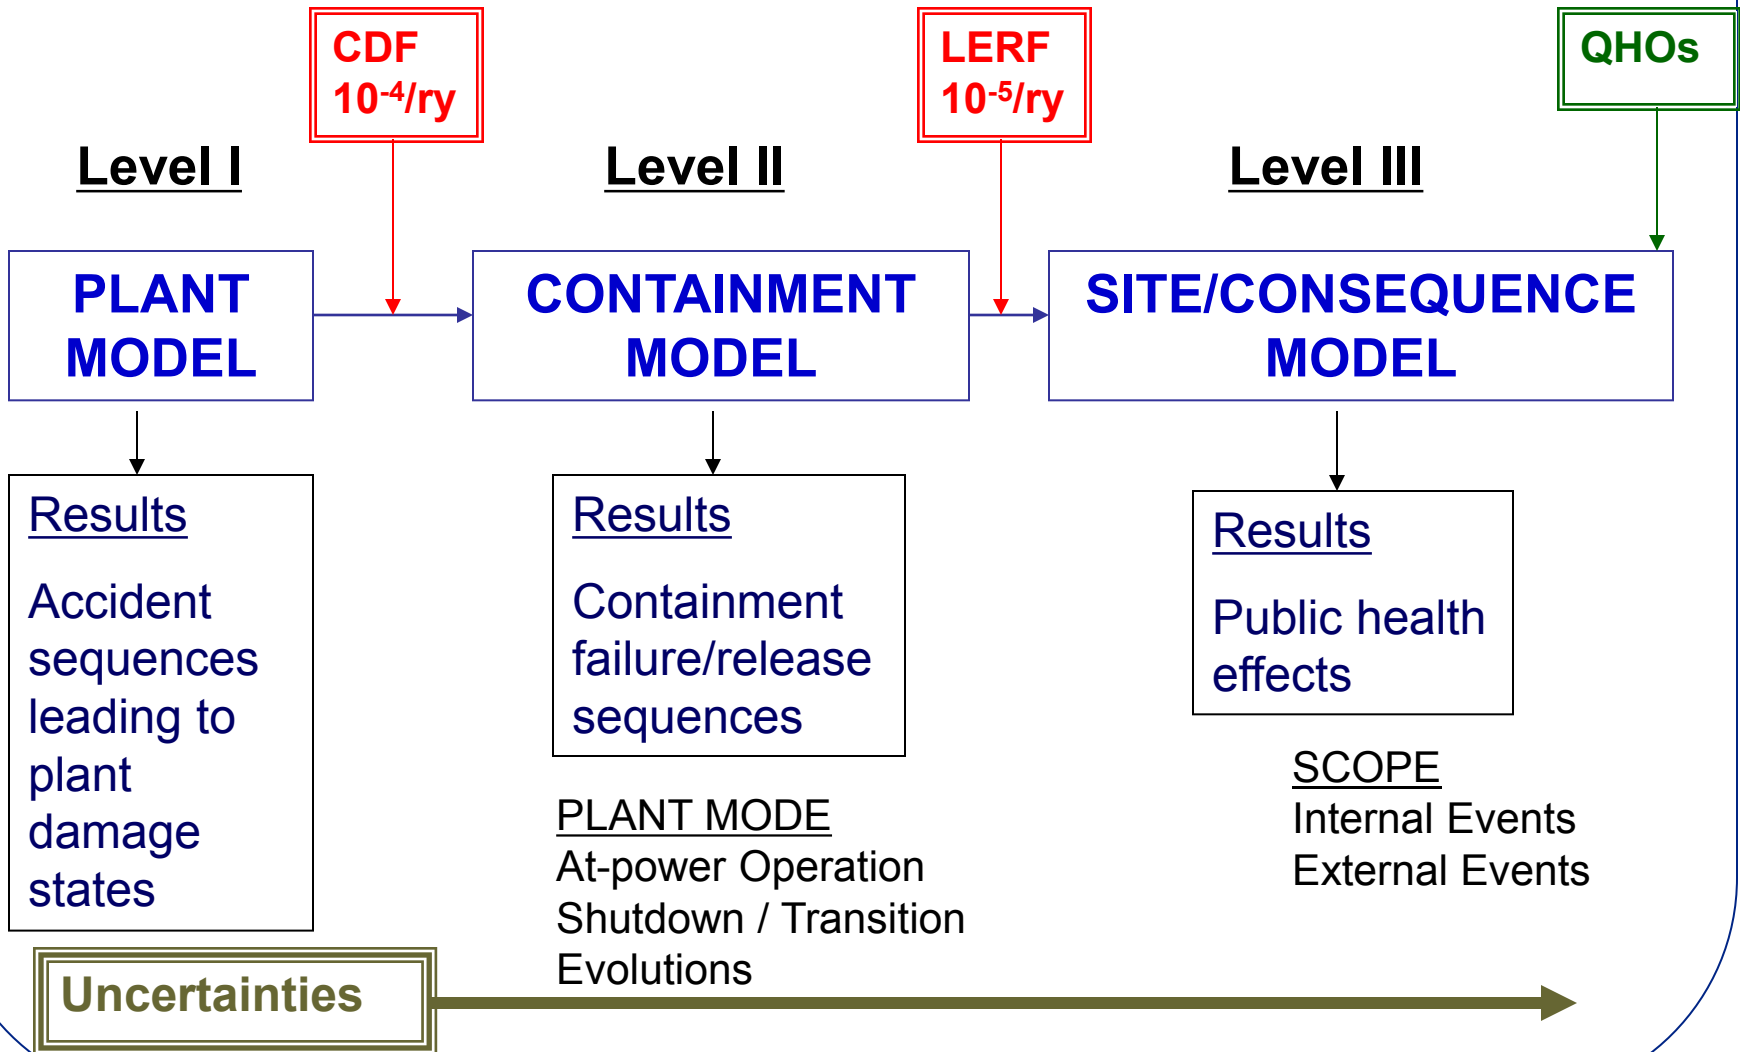 CDF
10⁻⁴/ry
LERF
10⁻⁵/ry
QHOs
Level I
Level II
Level III
PLANT
MODEL
CONTAINMENT
MODEL
SITE/CONSEQUENCE
MODEL
Results
Accident
sequences
leading to
plant
damage
states
Results
Containment
failure/release
sequences
Results
Public health
effects
PLANT MODE
At-power Operation
Shutdown / Transition
Evolutions
SCOPE
Internal Events
External Events
Uncertainties